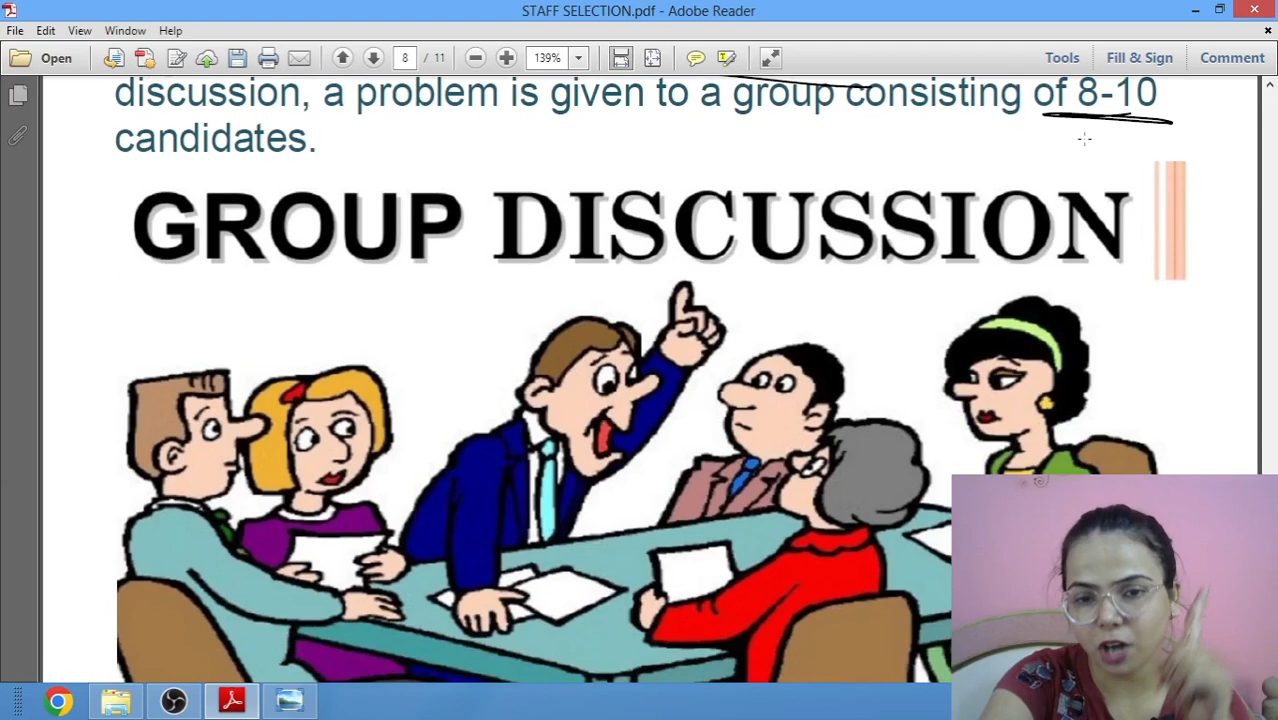 STAFF SELECTION.pdf - Adobe Reader
File Edit View Window Help
Open 8 / 11 139% Tools Fill & Sign Comment
discussion, a problem is given to a group consisting of 8-10
candidates.
GROUP DISCUSSION